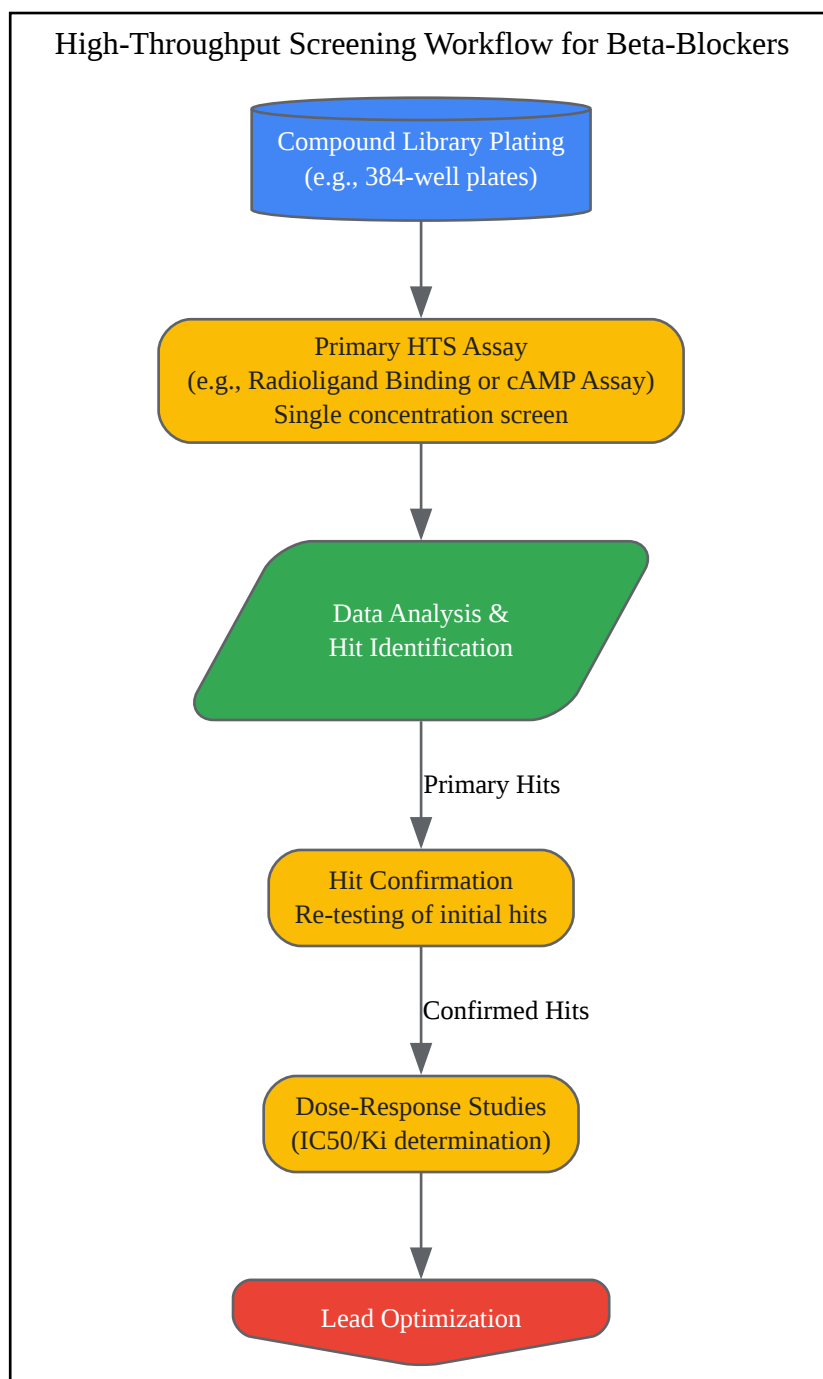 High-Throughput Screening Workflow for Beta-Blockers
Compound Library Plating
(e.g., 384-well plates)
Primary HTS Assay
(e.g., Radioligand Binding or cAMP Assay)
Single concentration screen
Data Analysis &
Hit Identification
Primary Hits
Hit Confirmation
Re-testing of initial hits
Confirmed Hits
Dose-Response Studies
(IC50/Ki determination)
Lead Optimization